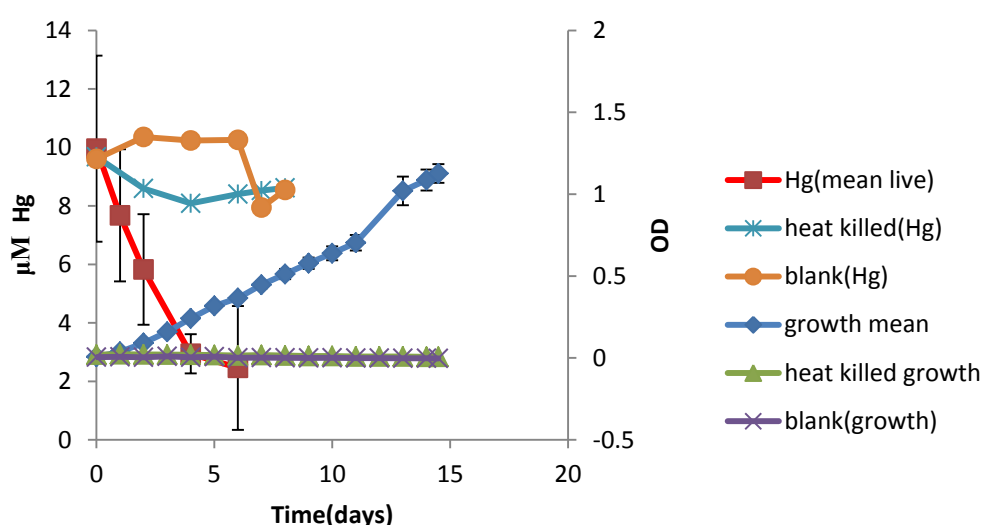 14
12
10
8
6
4
2
0
µM Hg
2
1.5
1
0.5
0
-0.5
OD
0
5
10
15
20
Time(days)
Hg(mean live)
heat killed(Hg)
blank(Hg)
growth mean
heat killed growth
blank(growth)